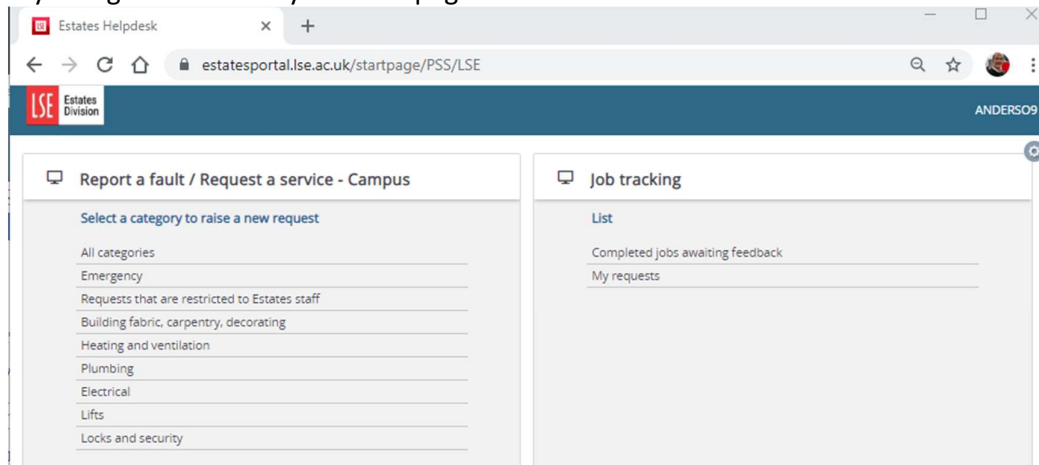 Estates Helpdesk
estatesportal.lse.ac.uk/startpage/PSS/LSE
LSE Estates
Division
ANDERSO9
Report a fault / Request a service - Campus
Select a category to raise a new request
All categories
Emergency
Requests that are restricted to Estates staff
Building fabric, carpentry, decorating
Heating and ventilation
Plumbing
Electrical
Lifts
Locks and security
Job tracking
List
Completed jobs awaiting feedback
My requests